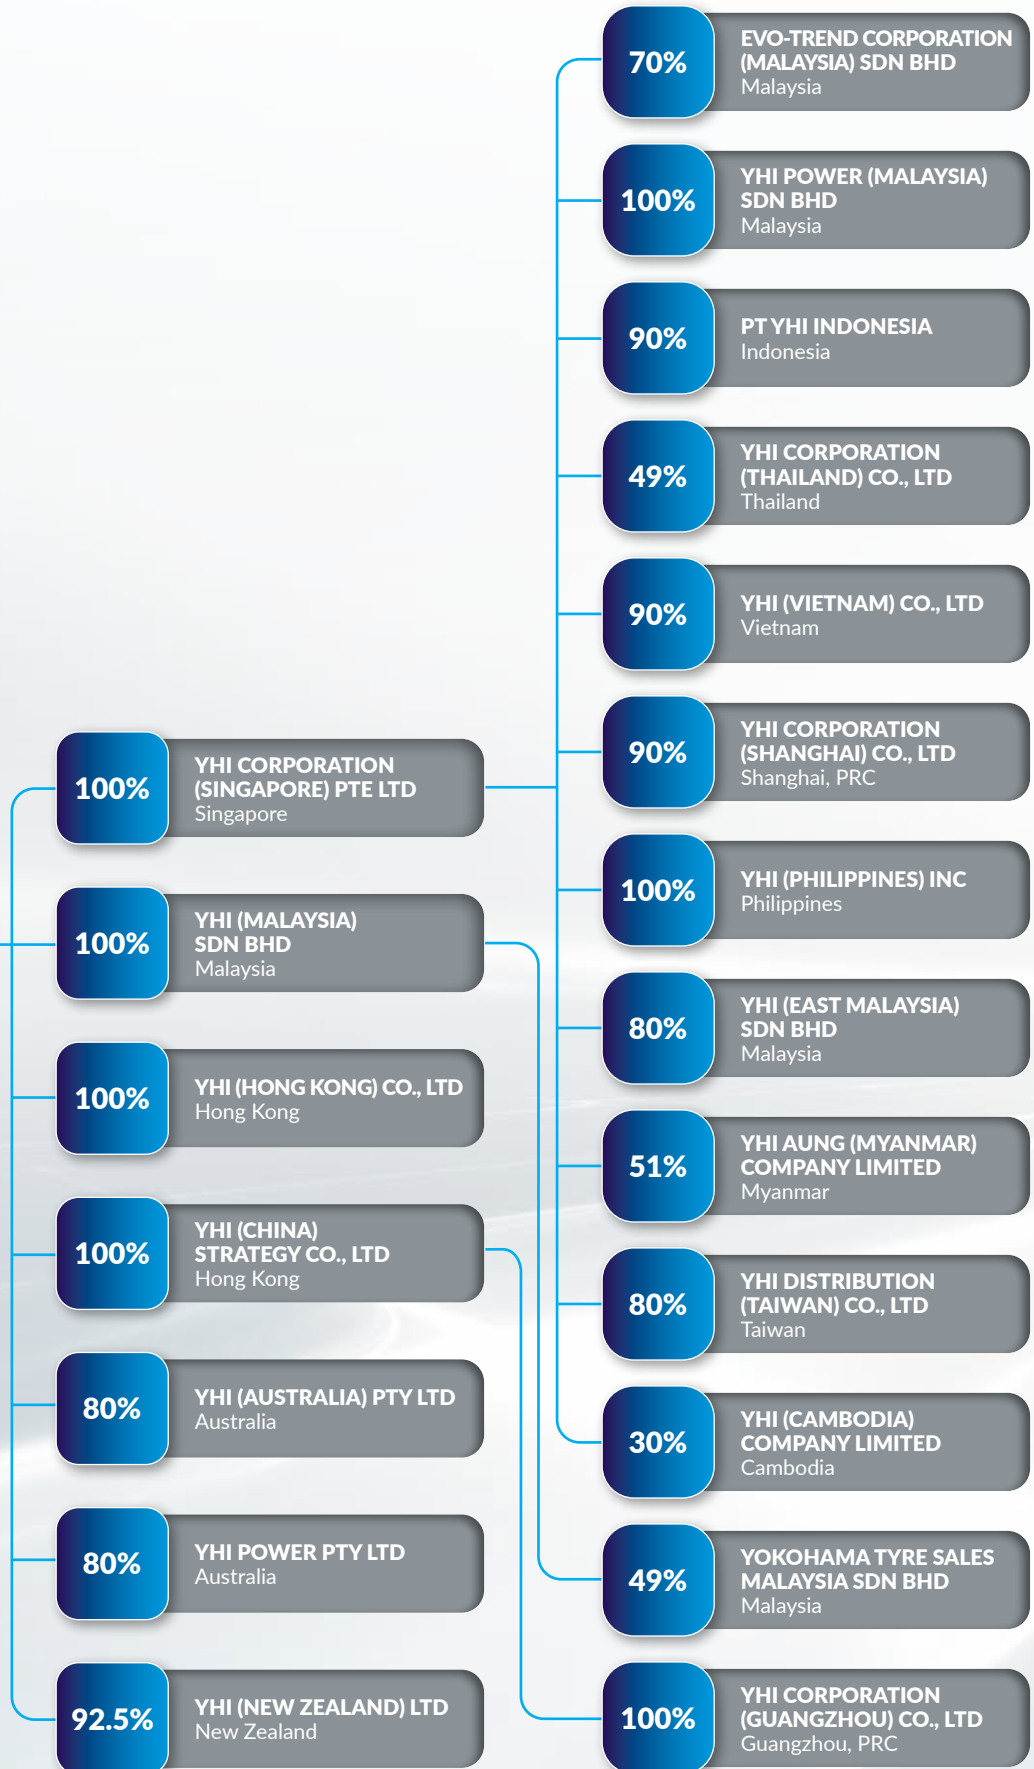 100%
YHI CORPORATION
(SINGAPORE) PTE LTD
Singapore
100%
YHI (MALAYSIA)
SDN BHD
Malaysia
100%
YHI (HONG KONG) CO., LTD
Hong Kong
100%
YHI (CHINA)
STRATEGY CO., LTD
Hong Kong
80%
YHI (AUSTRALIA) PTY LTD
Australia
80%
YHI POWER PTY LTD
Australia
92.5%
YHI (NEW ZEALAND) LTD
New Zealand
70%
EVO-TREND CORPORATION
(MALAYSIA) SDN BHD
Malaysia
100%
YHI POWER (MALAYSIA)
SDN BHD
Malaysia
90%
PT YHI INDONESIA
Indonesia
49%
YHI CORPORATION
(THAILAND) CO., LTD
Thailand
90%
YHI (VIETNAM) CO., LTD
Vietnam
90%
YHI CORPORATION
(SHANGHAI) CO., LTD
Shanghai, PRC
100%
YHI (PHILIPPINES) INC
Philippines
80%
YHI (EAST MALAYSIA)
SDN BHD
Malaysia
51%
YHI AUNG (MYANMAR)
COMPANY LIMITED
Myanmar
80%
YHI DISTRIBUTION
(TAIWAN) CO., LTD
Taiwan
30%
YHI (CAMBODIA)
COMPANY LIMITED
Cambodia
49%
YOKOHAMA TYRE SALES
MALAYSIA SDN BHD
Malaysia
100%
YHI CORPORATION
(GUANGZHOU) CO., LTD
Guangzhou, PRC